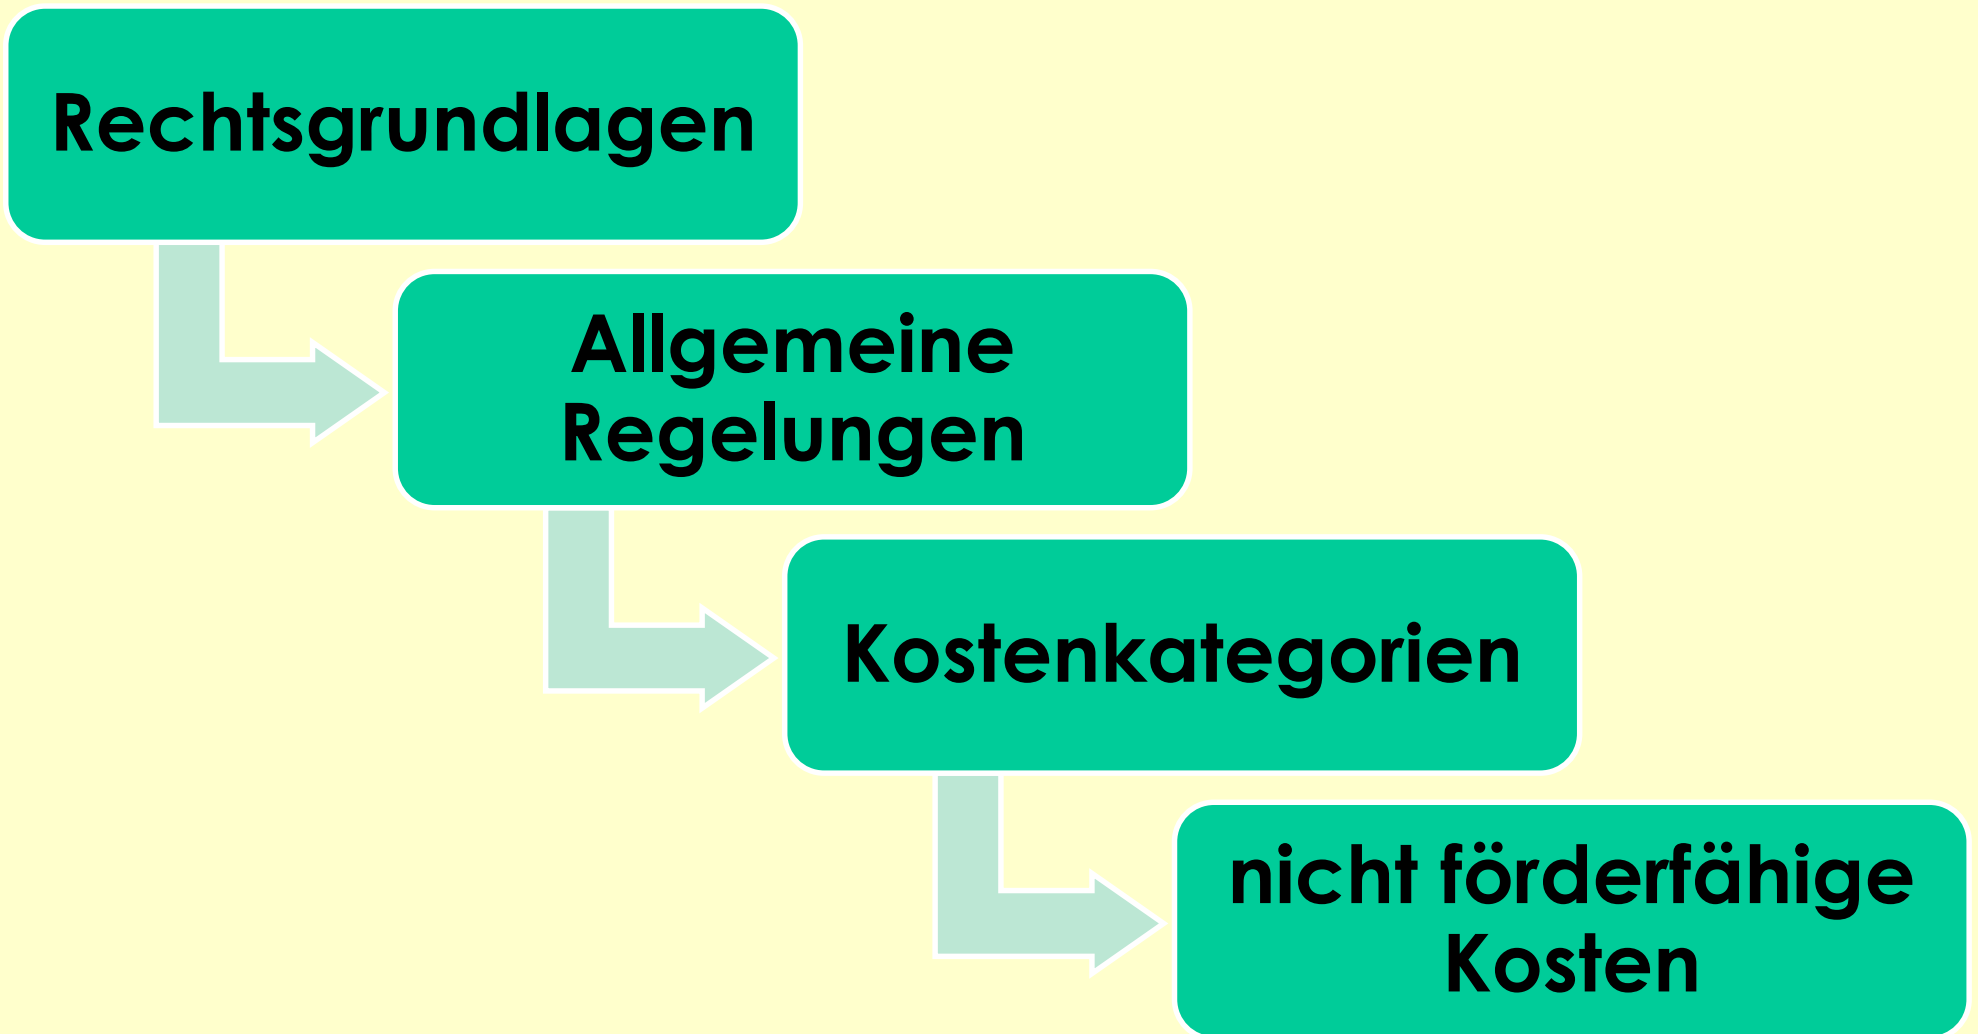 Rechtsgrundlagen
Allgemeine
Regelungen
Kostenkategorien
nicht förderfähige
Kosten